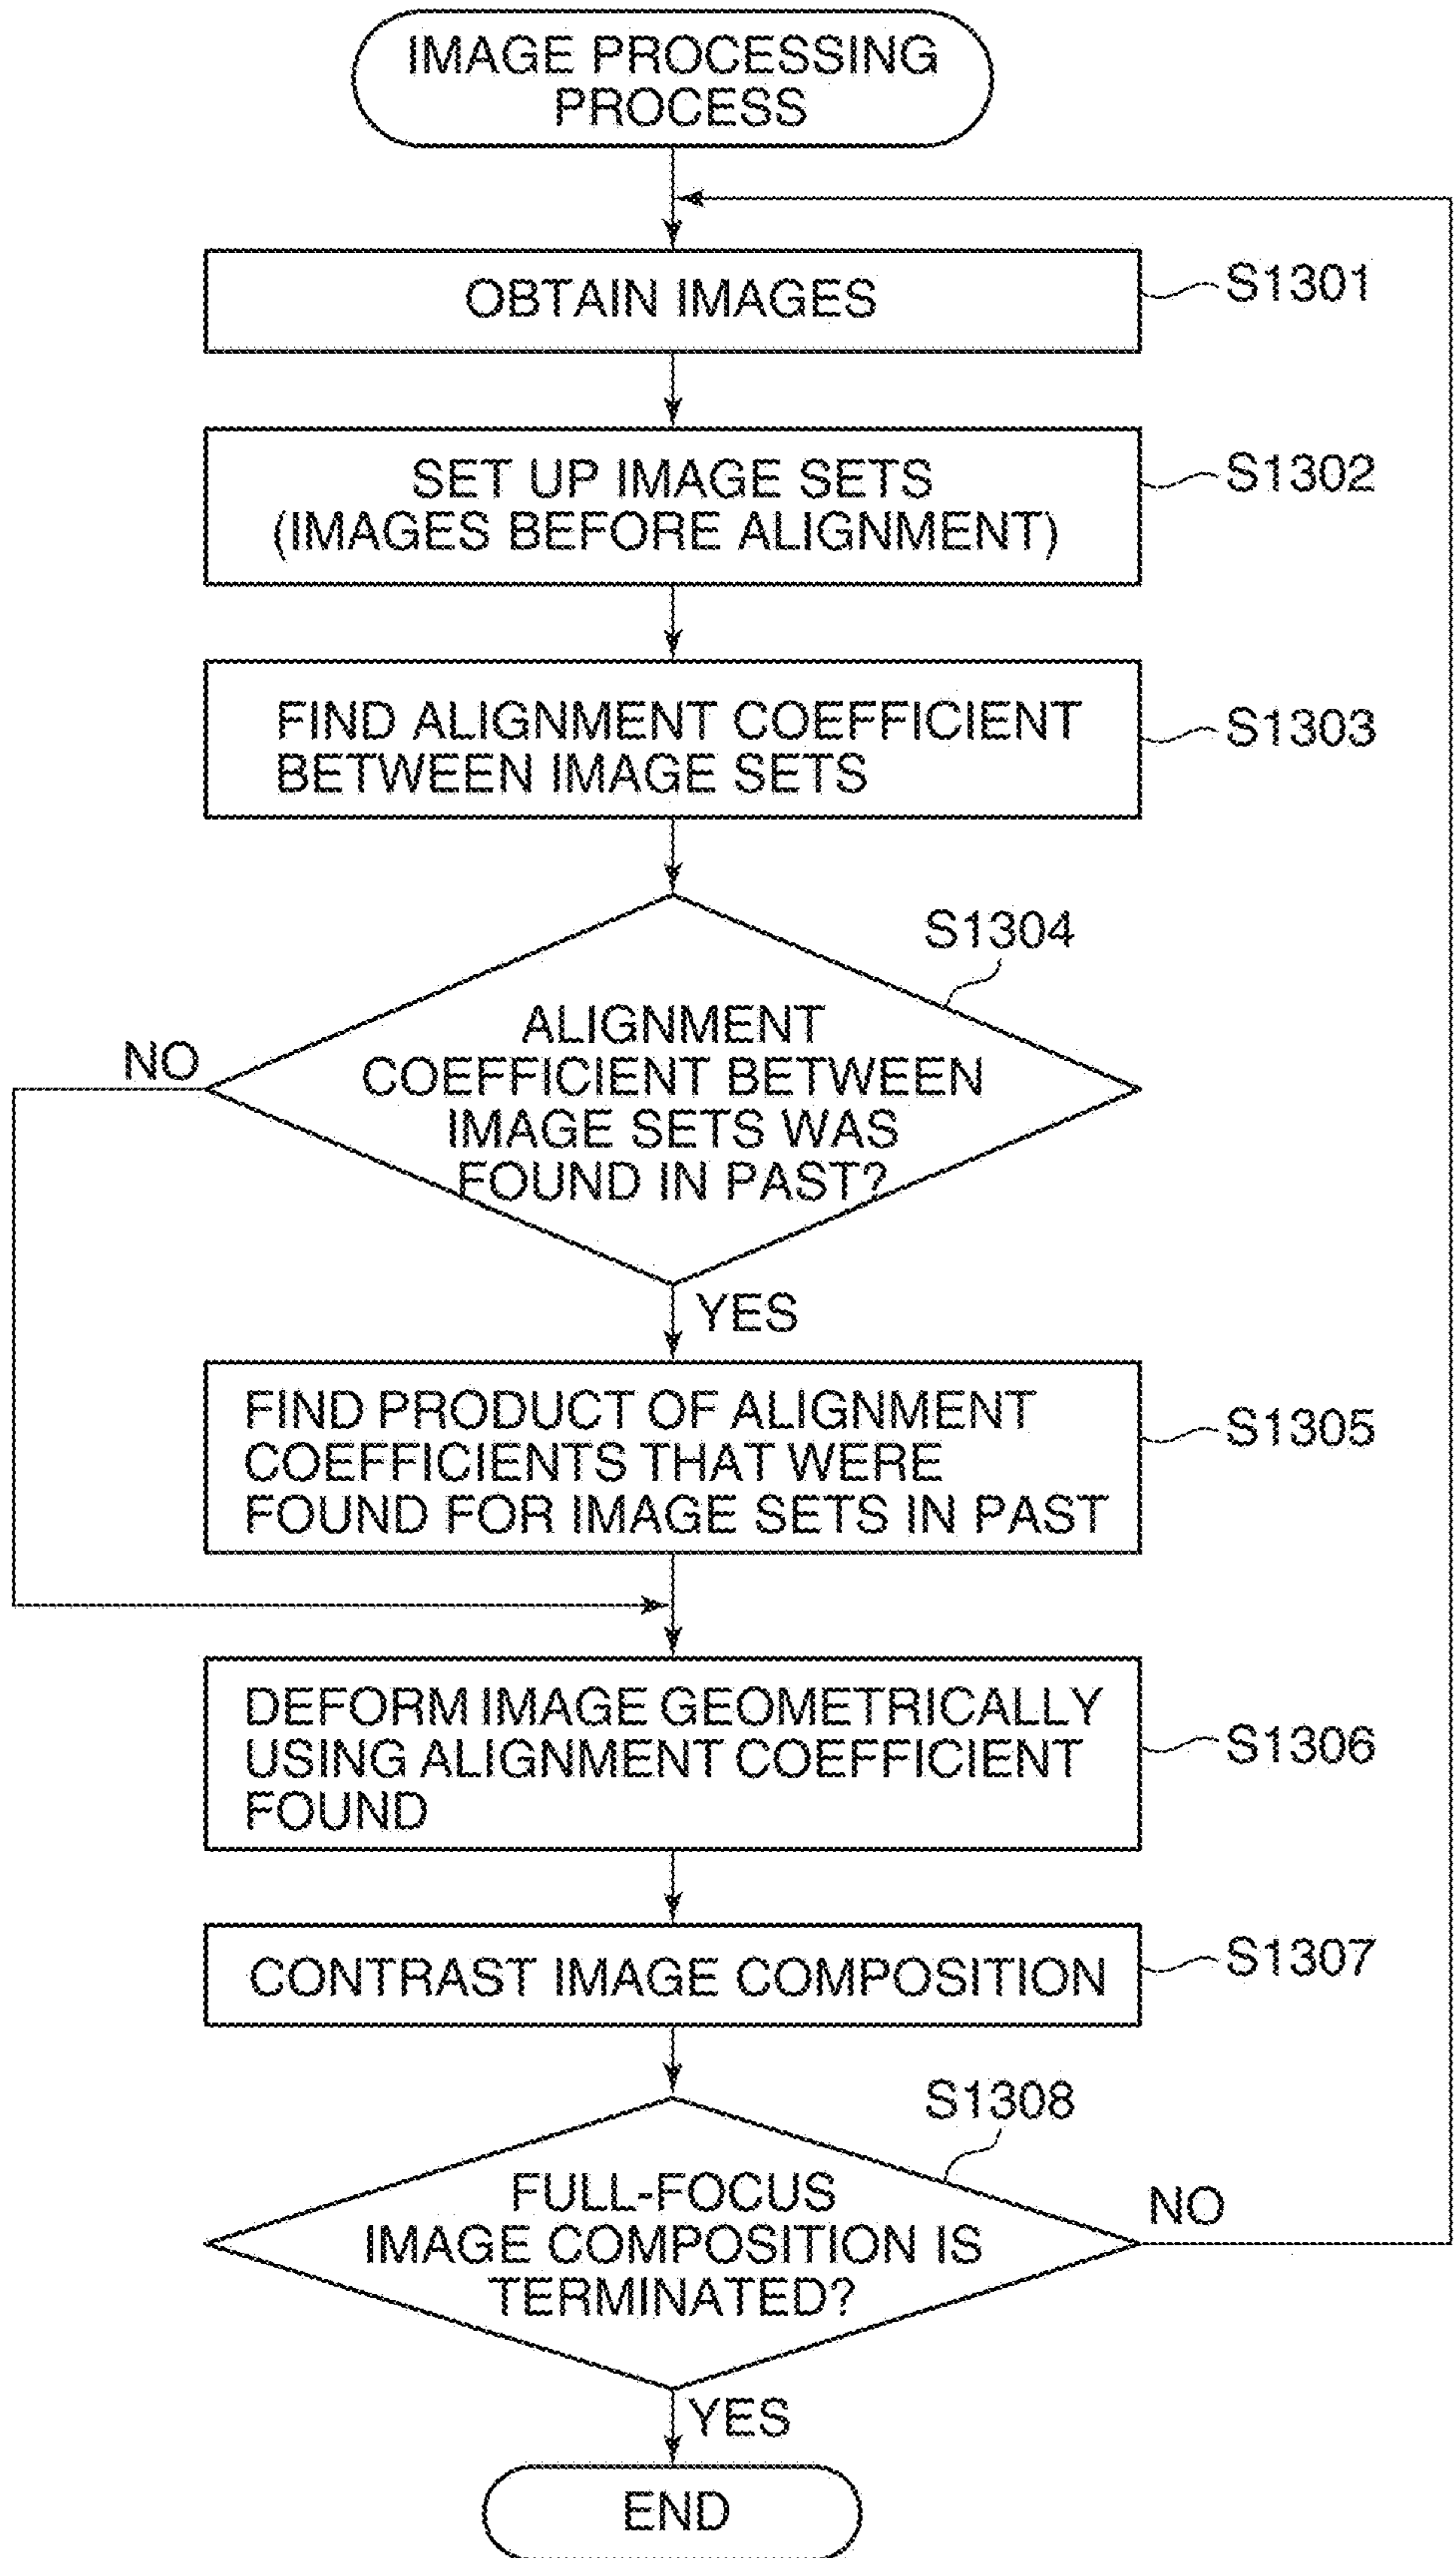 IMAGE PROCESSING
PROCESS
OBTAIN IMAGES
S1301
SET UP IMAGE SETS
(IMAGES BEFORE ALIGNMENT)
S1302
FIND ALIGNMENT COEFFICIENT
BETWEEN IMAGE SETS
S1303
S1304
ALIGNMENT
COEFFICIENT BETWEEN
IMAGE SETS WAS
FOUND IN PAST?
NO
YES
FIND PRODUCT OF ALIGNMENT
COEFFICIENTS THAT WERE
FOUND FOR IMAGE SETS IN PAST
S1305
DEFORM IMAGE GEOMETRICALLY
USING ALIGNMENT COEFFICIENT
FOUND
S1306
CONTRAST IMAGE COMPOSITION
S1307
S1308
FULL-FOCUS
IMAGE COMPOSITION IS
TERMINATED?
NO
YES
END